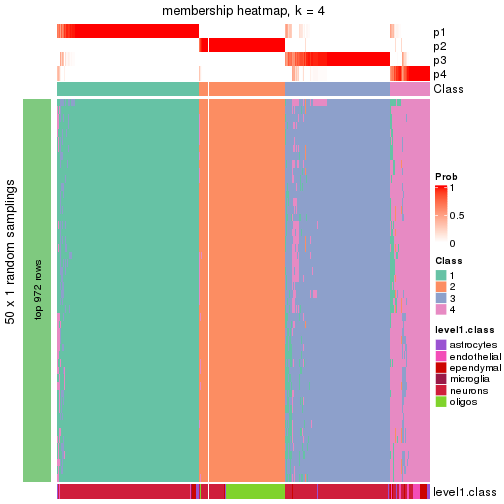 membership heatmap, k = 4
p1
p2
p3
p4
Class
50 x 1 random samplings
top 972 rows
Prob
1
0.5
0
Class
1
2
3
4
level1.class
astrocytes
endothelial
ependymal
microglia
neurons
oligos
level1.class